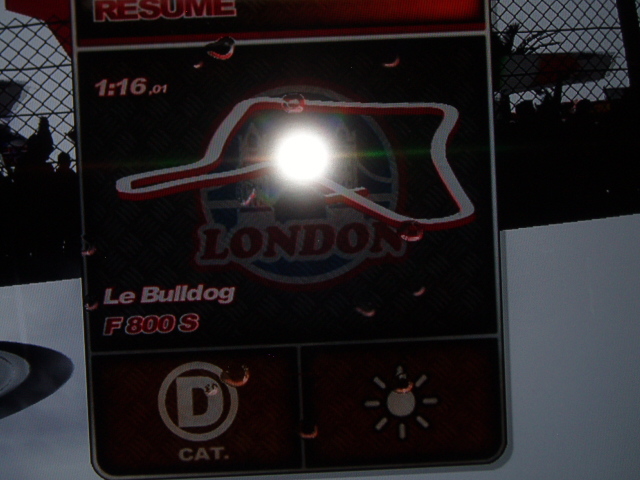 RESUME
1:16,01
LONDON
Le Bulldog
F 800 S
D
CAT.